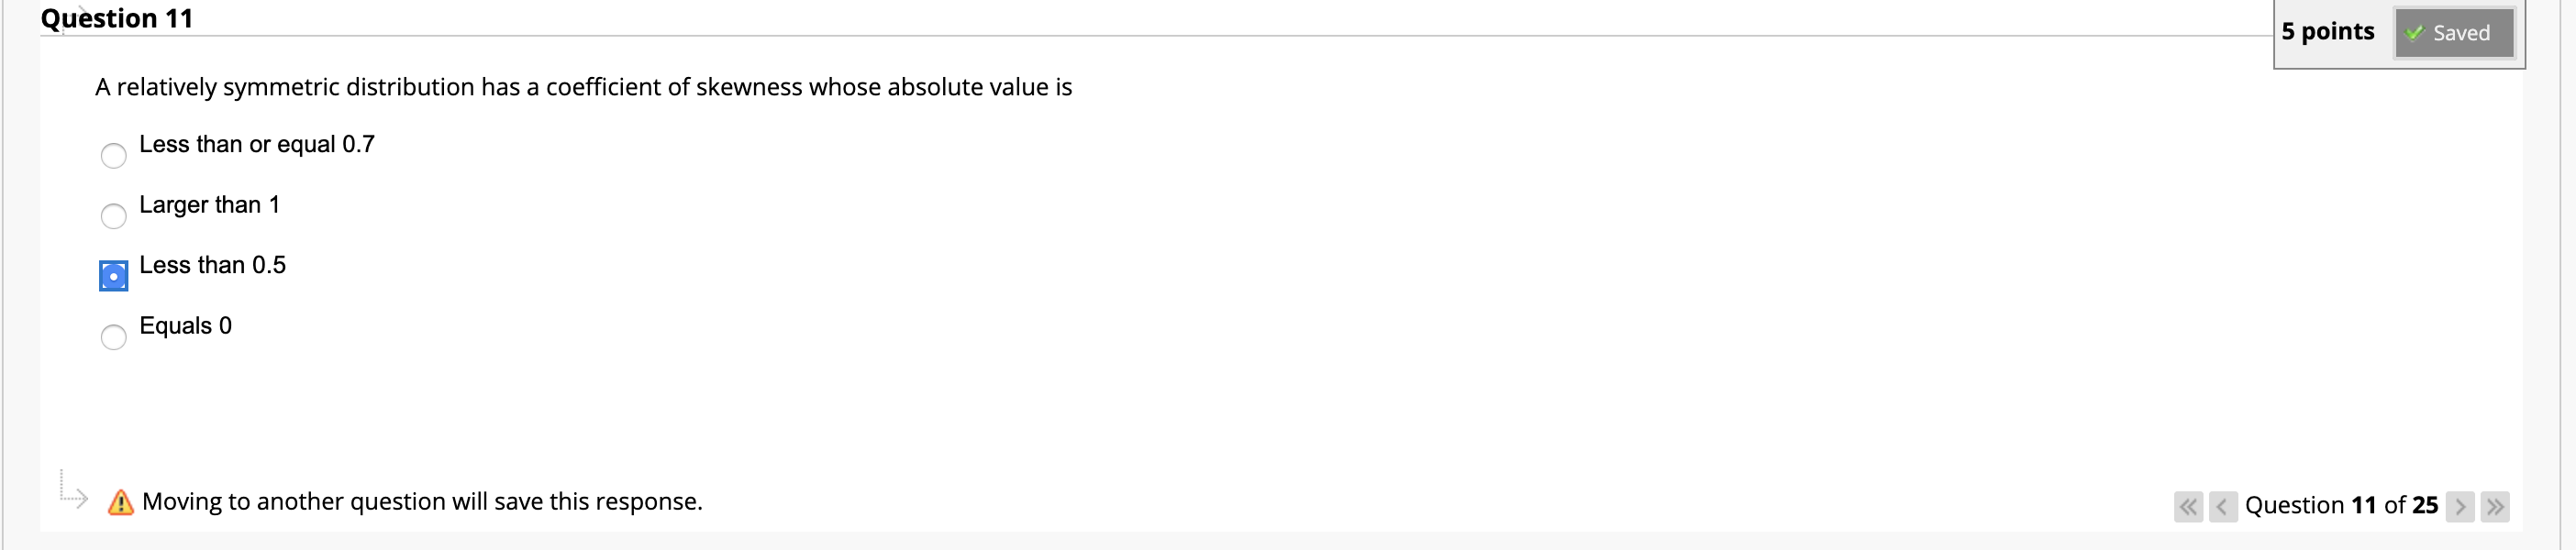 Question 11
5 points
Saved
A relatively symmetric distribution has a coefficient of skewness whose absolute value is
Less than or equal 0.7
Larger than 1
Less than 0.5
Equals 0
Moving to another question will save this response.
Question 11 of 25